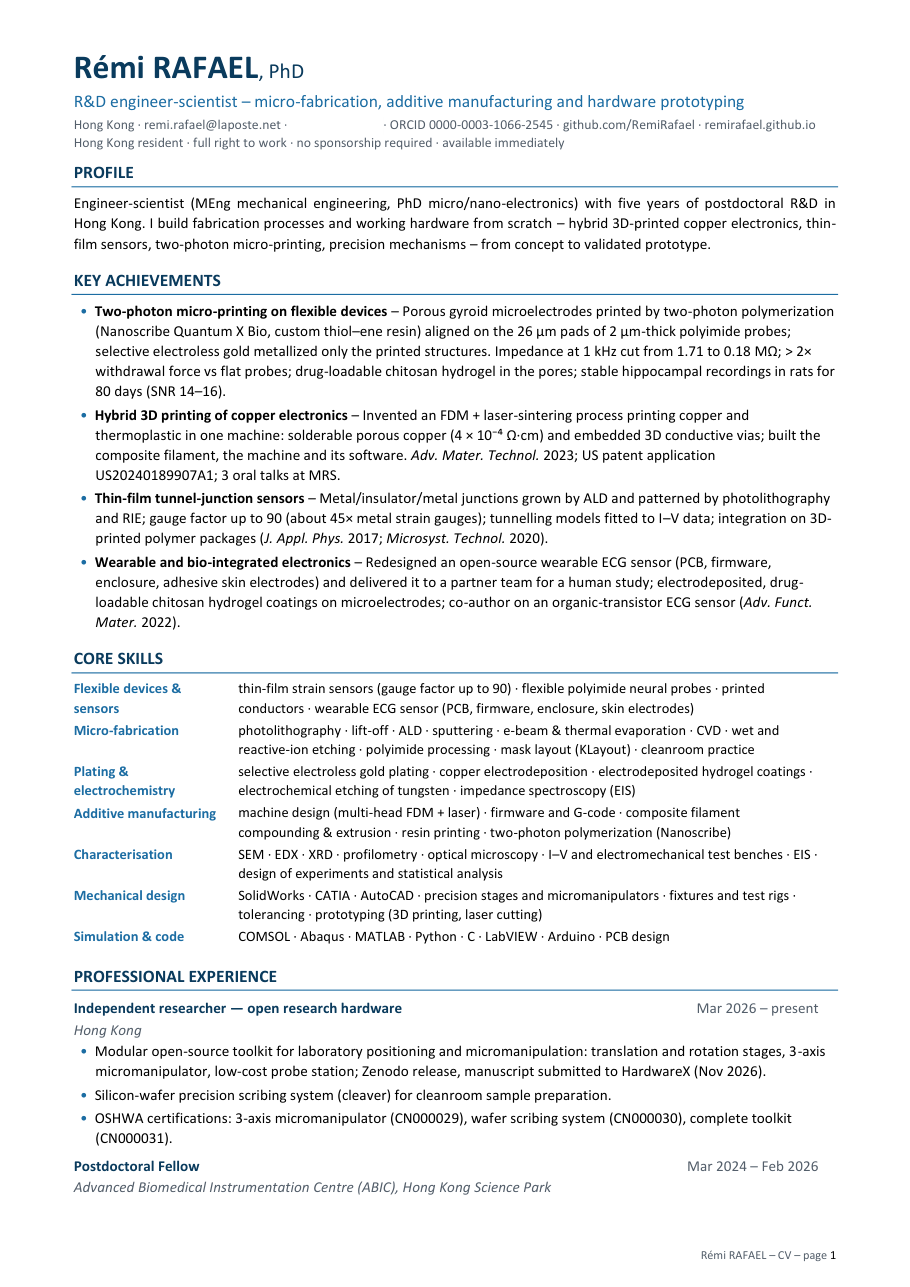 Rémi RAFAEL, PhD
R&D engineer-scientist – micro-fabrication, additive manufacturing and hardware prototyping
Hong Kong · remi.rafael@laposte.net · · ORCID 0000-0003-1066-2545 · github.com/RemiRafael · remirafael.github.io
Hong Kong resident · full right to work · no sponsorship required · available immediately
PROFILE
Engineer-scientist (MEng mechanical engineering, PhD micro/nano-electronics) with five years of postdoctoral R&D in
Hong Kong. I build fabrication processes and working hardware from scratch – hybrid 3D-printed copper electronics, thin-
film sensors, two-photon micro-printing, precision mechanisms – from concept to validated prototype.
KEY ACHIEVEMENTS
• Two-photon micro-printing on flexible devices – Porous gyroid microelectrodes printed by two-photon polymerization
(Nanoscribe Quantum X Bio, custom thiol–ene resin) aligned on the 26 µm pads of 2 µm-thick polyimide probes;
selective electroless gold metallized only the printed structures. Impedance at 1 kHz cut from 1.71 to 0.18 MΩ; > 2×
withdrawal force vs flat probes; drug-loadable chitosan hydrogel in the pores; stable hippocampal recordings in rats for
80 days (SNR 14–16).
• Hybrid 3D printing of copper electronics – Invented an FDM + laser-sintering process printing copper and
thermoplastic in one machine: solderable porous copper (4 × 10⁻⁴ Ω·cm) and embedded 3D conductive vias; built the
composite filament, the machine and its software. Adv. Mater. Technol. 2023; US patent application
US20240189907A1; 3 oral talks at MRS.
• Thin-film tunnel-junction sensors – Metal/insulator/metal junctions grown by ALD and patterned by photolithography
and RIE; gauge factor up to 90 (about 45× metal strain gauges); tunnelling models fitted to I–V data; integration on 3D-
printed polymer packages (J. Appl. Phys. 2017; Microsyst. Technol. 2020).
• Wearable and bio-integrated electronics – Redesigned an open-source wearable ECG sensor (PCB, firmware,
enclosure, adhesive skin electrodes) and delivered it to a partner team for a human study; electrodeposited, drug-
loadable chitosan hydrogel coatings on microelectrodes; co-author on an organic-transistor ECG sensor (Adv. Funct.
Mater. 2022).
CORE SKILLS
Flexible devices & thin-film strain sensors (gauge factor up to 90) · flexible polyimide neural probes · printed
sensors conductors · wearable ECG sensor (PCB, firmware, enclosure, skin electrodes)
Micro-fabrication photolithography · lift-off · ALD · sputtering · e-beam & thermal evaporation · CVD · wet and
reactive-ion etching · polyimide processing · mask layout (KLayout) · cleanroom practice
Plating & selective electroless gold plating · copper electrodeposition · electrodeposited hydrogel coatings ·
electrochemistry electrochemical etching of tungsten · impedance spectroscopy (EIS)
Additive manufacturing machine design (multi-head FDM + laser) · firmware and G-code · composite filament
compounding & extrusion · resin printing · two-photon polymerization (Nanoscribe)
Characterisation SEM · EDX · XRD · profilometry · optical microscopy · I–V and electromechanical test benches · EIS ·
design of experiments and statistical analysis
Mechanical design SolidWorks · CATIA · AutoCAD · precision stages and micromanipulators · fixtures and test rigs ·
tolerancing · prototyping (3D printing, laser cutting)
Simulation & code COMSOL · Abaqus · MATLAB · Python · C · LabVIEW · Arduino · PCB design
PROFESSIONAL EXPERIENCE
Independent researcher — open research hardware Mar 2026 – present
Hong Kong
• Modular open-source toolkit for laboratory positioning and micromanipulation: translation and rotation stages, 3-axis
micromanipulator, low-cost probe station; Zenodo release, manuscript submitted to HardwareX (Nov 2026).
• Silicon-wafer precision scribing system (cleaver) for cleanroom sample preparation.
• OSHWA certifications: 3-axis micromanipulator (CN000029), wafer scribing system (CN000030), complete toolkit
(CN000031).
Postdoctoral Fellow Mar 2024 – Feb 2026
Advanced Biomedical Instrumentation Centre (ABIC), Hong Kong Science Park
Rémi RAFAEL – CV – page 1